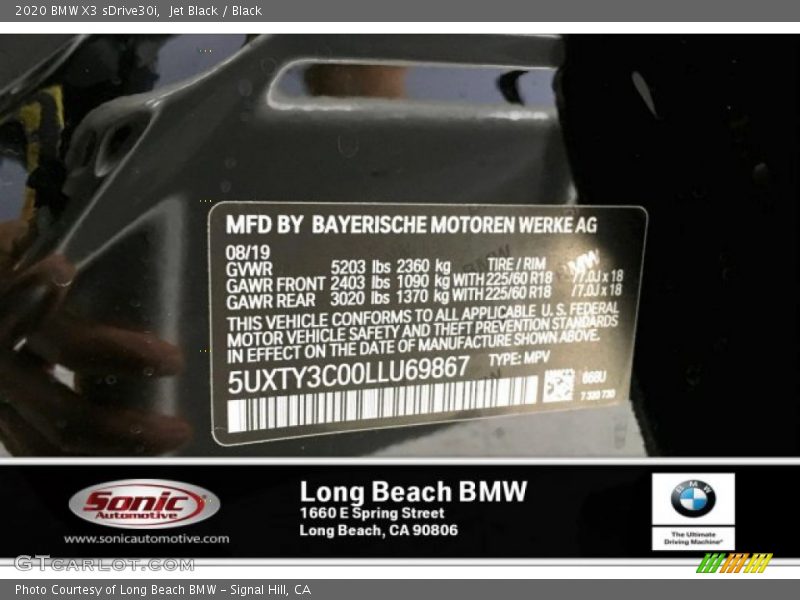 2020 BMW X3 sDrive30i, Jet Black / Black
MFD BY BAYERISCHE MOTOREN WERKE AG
08/19
GVWR 5203 lbs 2360 kg TIRE / RIM
GAWR FRONT 2403 lbs 1090 kg WITH 225/60 R18 /7.0J x 18
GAWR REAR 3020 lbs 1370 kg WITH 225/60 R18 /7.0J x 18
THIS VEHICLE CONFORMS TO ALL APPLICABLE U. S. FEDERAL
MOTOR VEHICLE SAFETY AND THEFT PREVENTION STANDARDS
IN EFFECT ON THE DATE OF MANUFACTURE SHOWN ABOVE.
5UXTY3C00LLU69867 TYPE: MPV
668U
7 320 730
Sonic
Automotive
www.sonicautomotive.com
Long Beach BMW
1660 E Spring Street
Long Beach, CA 90806
BMW
The Ultimate
Driving Machine®
GTcarlot.com
Photo Courtesy of Long Beach BMW - Signal Hill, CA